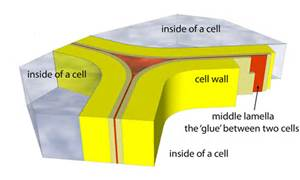 inside of a cell
inside of a cell
cell wall
middle lamella
the 'glue' between two cells
inside of a cell